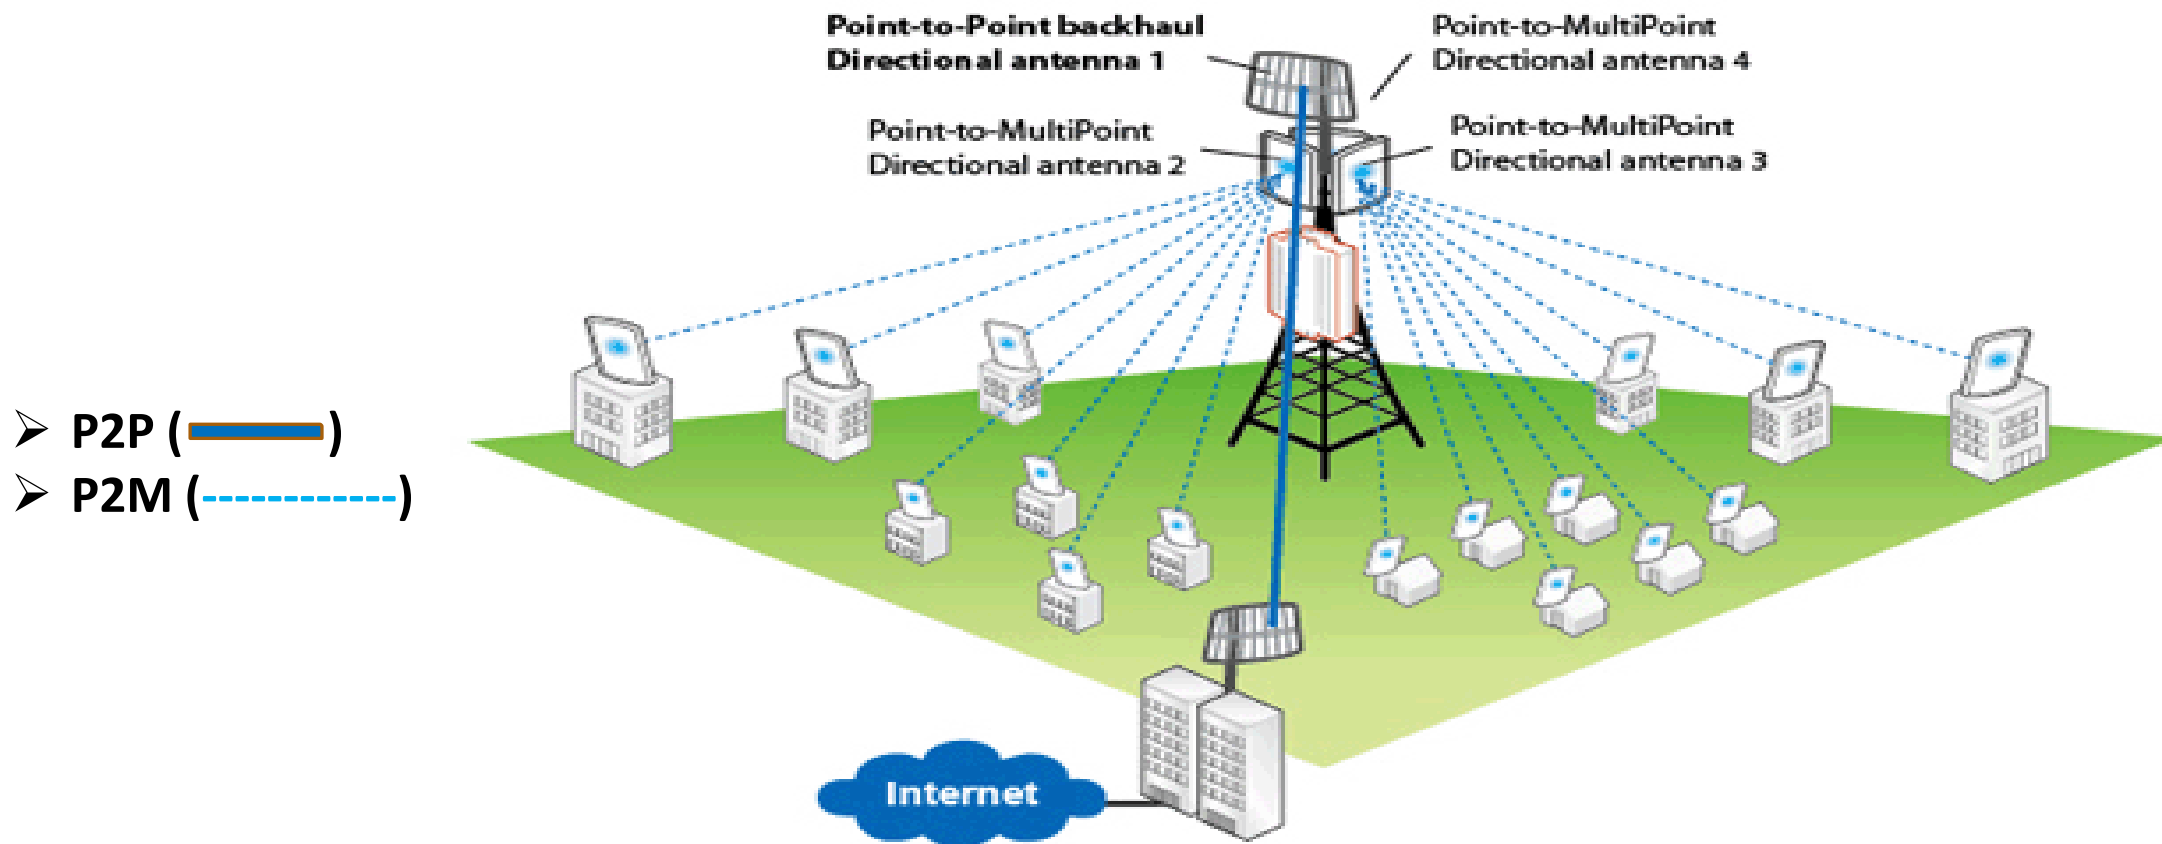 Point-to-Point backhaul
Directional antenna 1
Point-to-MultiPoint
Directional antenna 4
Point-to-MultiPoint
Directional antenna 2
Point-to-MultiPoint
Directional antenna 3
➢ P2P ( )
➢ P2M (------------)
Internet